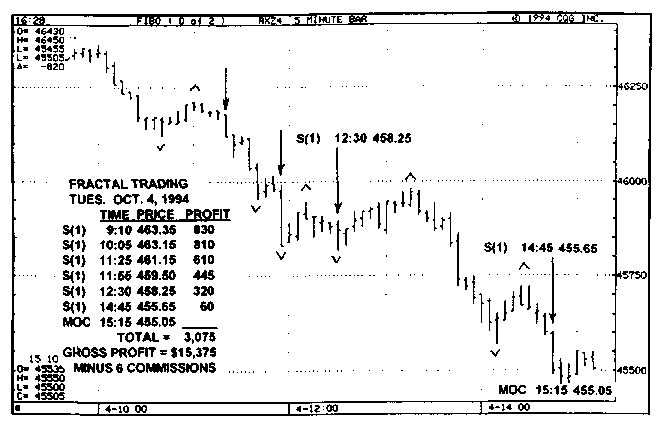 16:28 FIBO ( 0 of 2 ) AXZ4 5 MINUTE BAR © 1994 CQG INC.
O= 46430
H= 46450
L= 45455
L= 45505
Δ= -820
46250
S(1) 12:30 458.25
46000
FRACTAL TRADING
TUES. OCT. 4, 1994
TIME PRICE PROFIT
S(1) 9:10 463.35 830
S(1) 10:05 463.15 810
S(1) 11:25 461.15 610
S(1) 11:55 459.50 445
S(1) 12:30 458.25 320
S(1) 14:45 455.65 60
MOC 15:15 455.05
TOTAL = 3,075
GROSS PROFIT = $15,375
MINUS 6 COMMISSIONS
S(1) 14:45 455.65
45750
15 10
O= 45535
H= 45550
L= 45500
C= 45505
45500
MOC 15:15 455.05
4-10 00 4-12:00 4-14 00